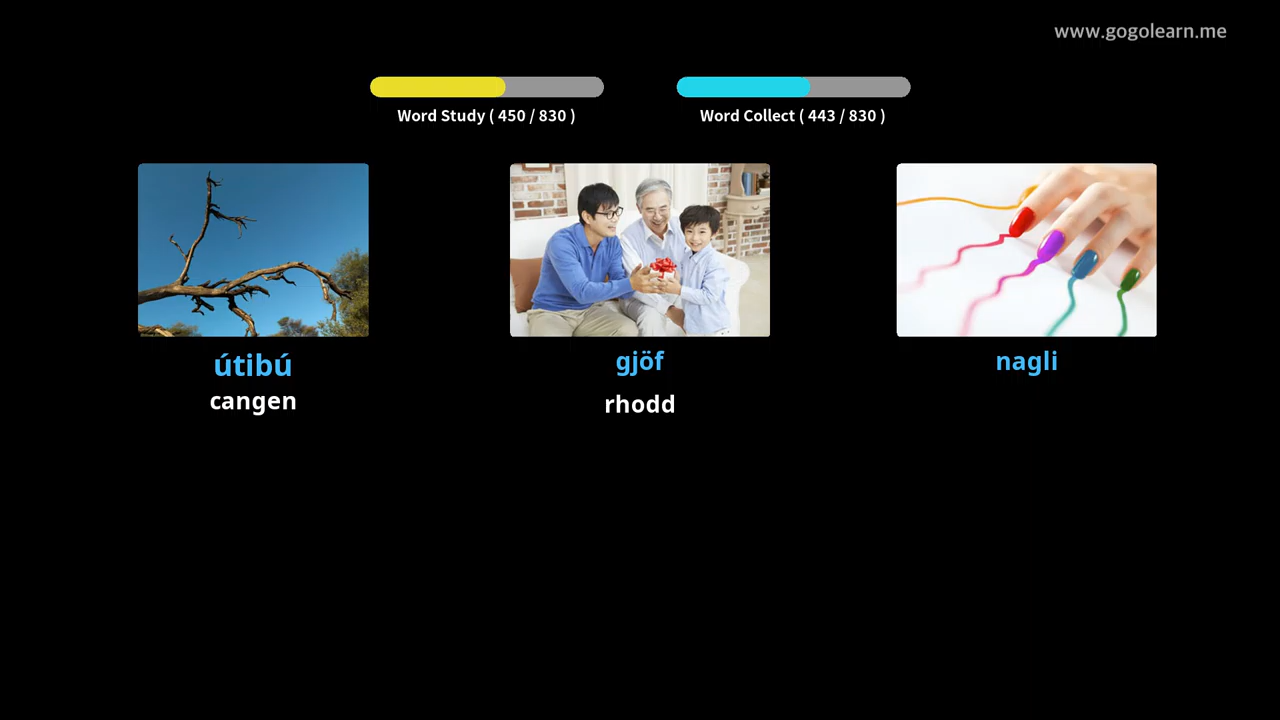 www.gogolearn.me
Word Study ( 450 / 830 )
Word Collect ( 443 / 830 )
útibú
cangen
gjöf
rhodd
nagli